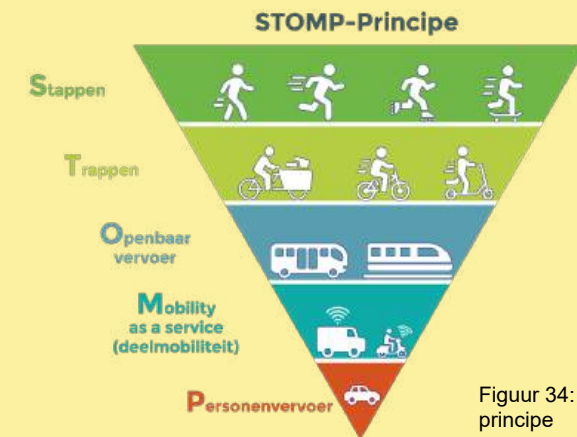 STOMP-Principe
Stappen
Trappen
Openbaar
vervoer
Mobility
as a service
(deelmobiliteit)
Personenvervoer
Figuur 34:
principe